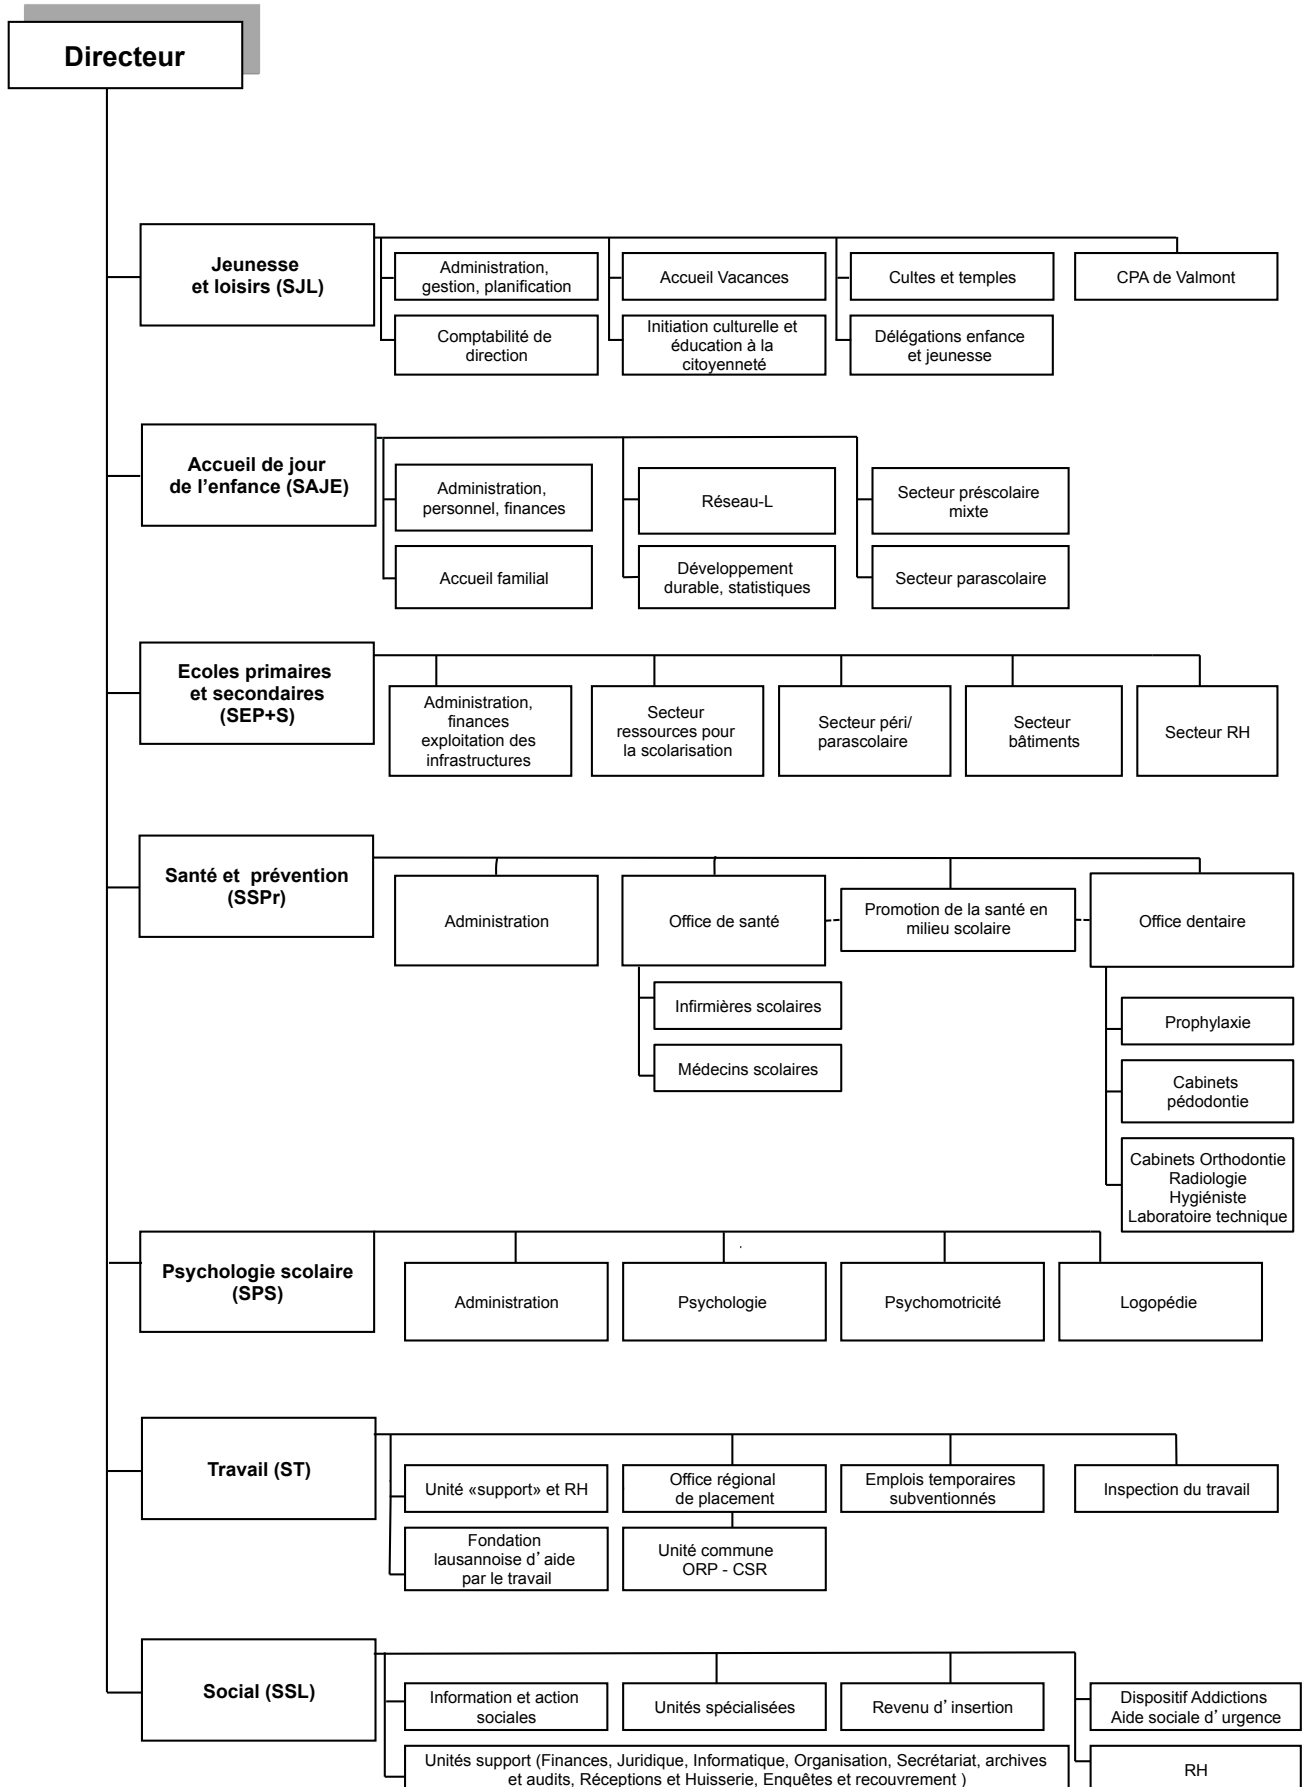 Directeur
Jeunesse
et loisirs (SJL)
Administration,
gestion, planification
Accueil Vacances
Cultes et temples
CPA de Valmont
Comptabilité de
direction
Initiation culturelle et
éducation à la
citoyenneté
Délégations enfance
et jeunesse
Accueil de jour
de l'enfance (SAJE)
Administration,
personnel, finances
Réseau-L
Secteur préscolaire
mixte
Accueil familial
Développement
durable, statistiques
Secteur parascolaire
Ecoles primaires
et secondaires
(SEP+S)
Administration,
finances
exploitation des
infrastructures
Secteur
ressources pour
la scolarisation
Secteur péri/
parascolaire
Secteur
bâtiments
Secteur RH
Santé et prévention
(SSPr)
Administration
Office de santé
Promotion de la santé en
milieu scolaire
Office dentaire
Infirmières scolaires
Médecins scolaires
Prophylaxie
Cabinets
pédodontie
Cabinets Orthodontie
Radiologie
Hygiéniste
Laboratoire technique
Psychologie scolaire
(SPS)
Administration
Psychologie
Psychomotricité
Logopédie
Travail (ST)
Unité «support» et RH
Office régional
de placement
Emplois temporaires
subventionnés
Inspection du travail
Fondation
lausannoise d'aide
par le travail
Unité commune
ORP - CSR
Social (SSL)
Information et action
sociales
Unités spécialisées
Revenu d'insertion
Dispositif Addictions
Aide sociale d'urgence
Unités support (Finances, Juridique, Informatique, Organisation, Secrétariat, archives
et audits, Réceptions et Huisserie, Enquêtes et recouvrement )
RH